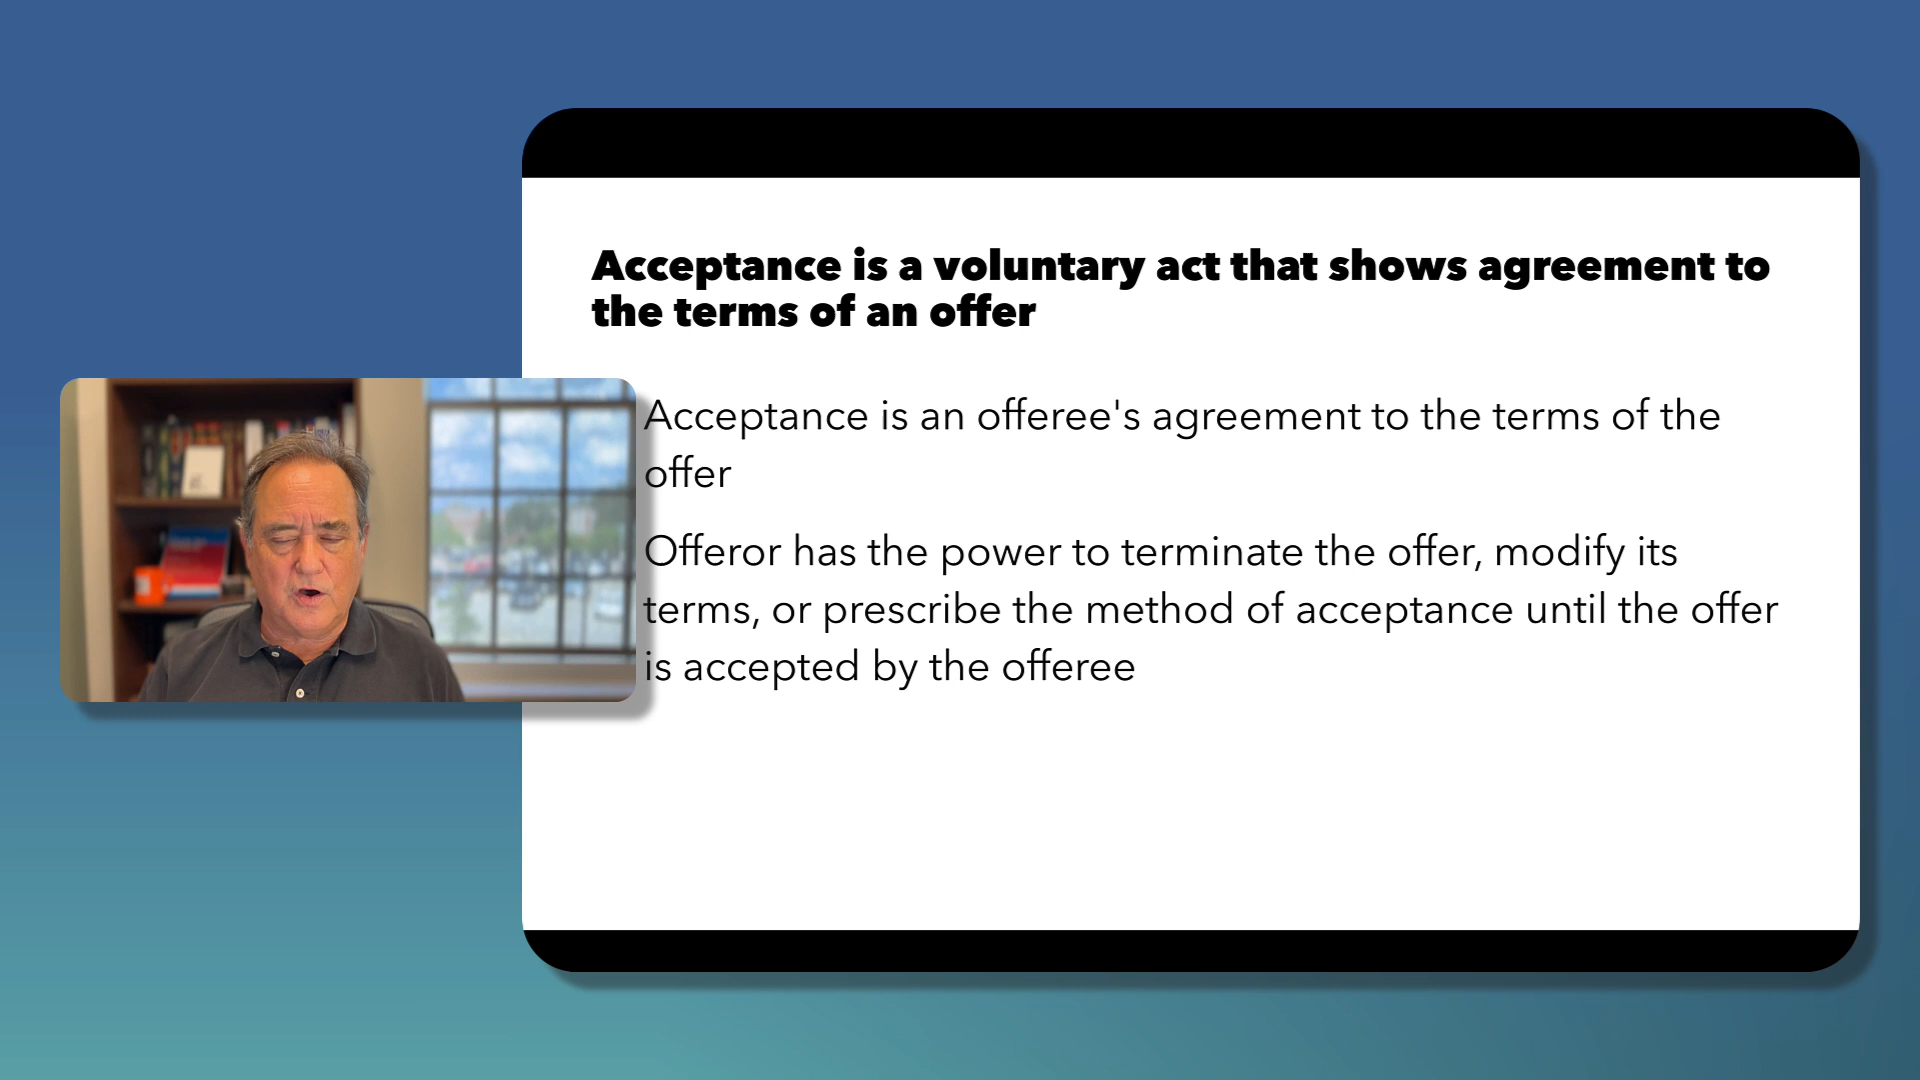 Acceptance is a voluntary act that shows agreement to
the terms of an offer
Acceptance is an offeree's agreement to the terms of the
offer
Offeror has the power to terminate the offer, modify its
terms, or prescribe the method of acceptance until the offer
is accepted by the offeree